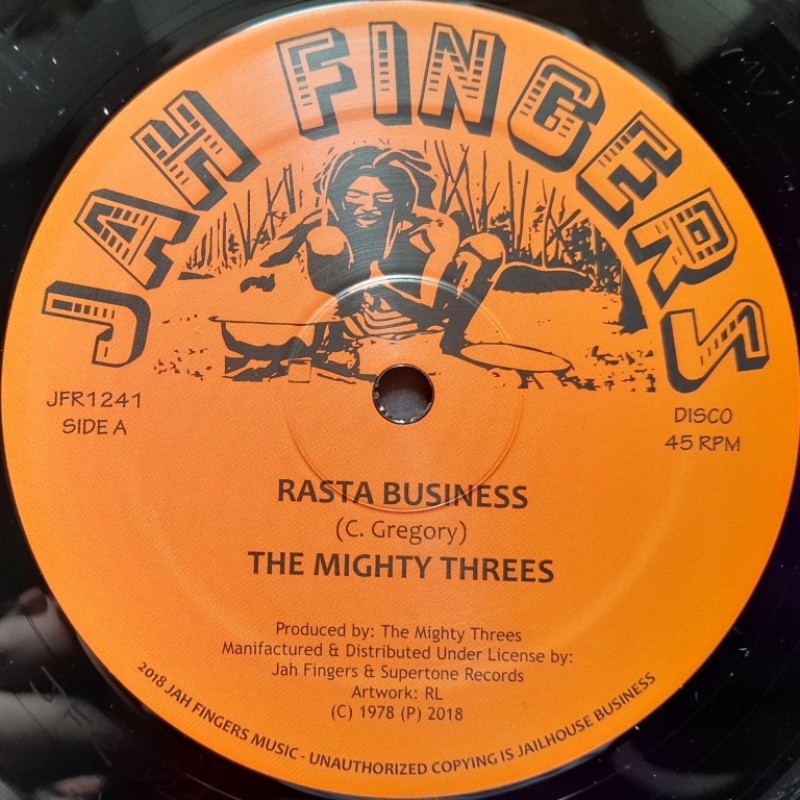 JAH FINGERS
JFR1241
SIDE A
DISCO
45 RPM
RASTA BUSINESS
(C. Gregory)
THE MIGHTY THREES
Produced by: The Mighty Threes
Manifactured & Distributed Under License by:
Jah Fingers & Supertone Records
Artwork: RL
(C) 1978 (P) 2018
2018 JAH FINGERS MUSIC - UNAUTHORIZED COPYING IS JAILHOUSE BUSINESS